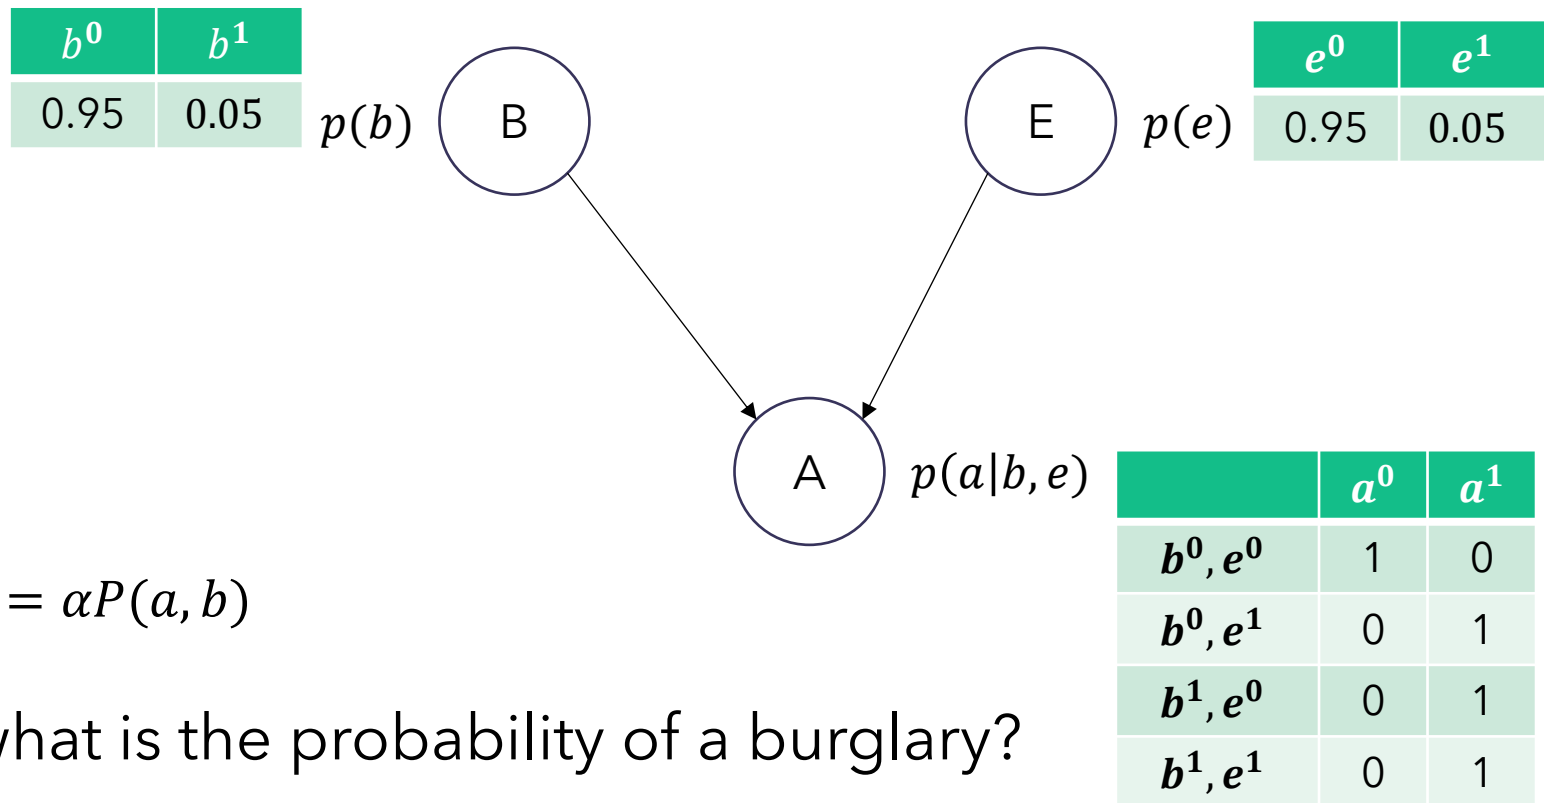 b⁰ b¹
0.95 0.05
p(b)
B
E
p(e)
e⁰ e¹
0.95 0.05
A
p(a|b, e)
a⁰ a¹
b⁰, e⁰ 1 0
b⁰, e¹ 0 1
b¹, e⁰ 0 1
b¹, e¹ 0 1
= αP(a, b)
what is the probability of a burglary?